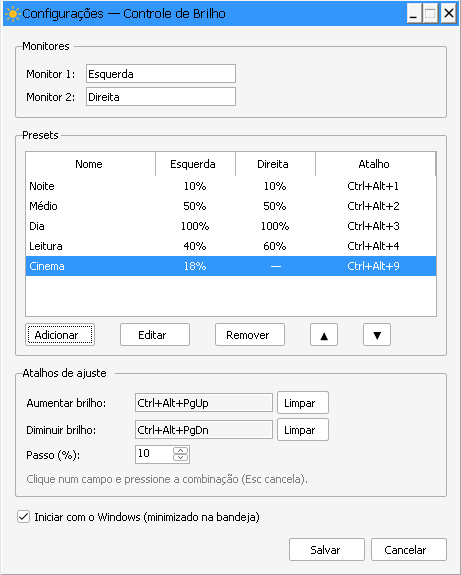 Configurações — Controle de Brilho
Monitores
Monitor 1: Esquerda
Monitor 2: Direita
Presets
Nome Esquerda Direita Atalho
Noite 10% 10% Ctrl+Alt+1
Médio 50% 50% Ctrl+Alt+2
Dia 100% 100% Ctrl+Alt+3
Leitura 40% 60% Ctrl+Alt+4
Cinema 18% — Ctrl+Alt+9
Adicionar Editar Remover ▲ ▼
Atalhos de ajuste
Aumentar brilho: Ctrl+Alt+PgUp Limpar
Diminuir brilho: Ctrl+Alt+PgDn Limpar
Passo (%): 10
Clique num campo e pressione a combinação (Esc cancela).
Iniciar com o Windows (minimizado na bandeja)
Salvar Cancelar